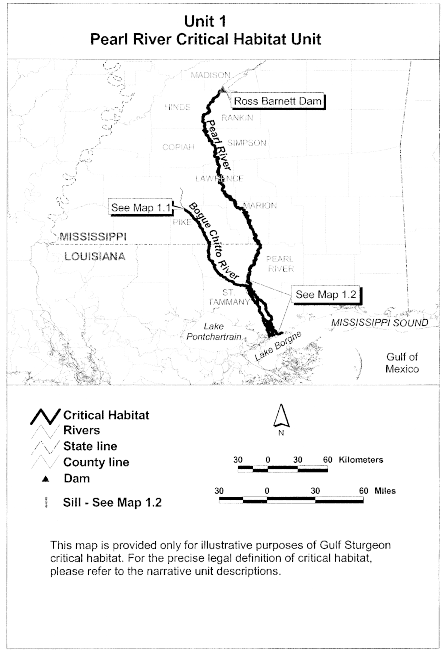 Unit 1
Pearl River Critical Habitat Unit
MADISON
Ross Barnett Dam
HINDS
RANKIN
Pearl River
COPIAH
SIMPSON
LAWRENCE
See Map 1.1
Bogue Chitto River
MARION
PIKE
MISSISSIPPI
LOUISIANA
PEARL
RIVER
ST.
TAMMANY
See Map 1.2
Lake
Pontchartrain
Lake Borgne
MISSISSIPPI SOUND
Gulf of
Mexico
Critical Habitat
Rivers
State line
County line
Dam
Sill - See Map 1.2
N
30 0 30 60 Kilometers
30 0 30 60 Miles
This map is provided only for illustrative purposes of Gulf Sturgeon
critical habitat. For the precise legal definition of critical habitat,
please refer to the narrative unit descriptions.